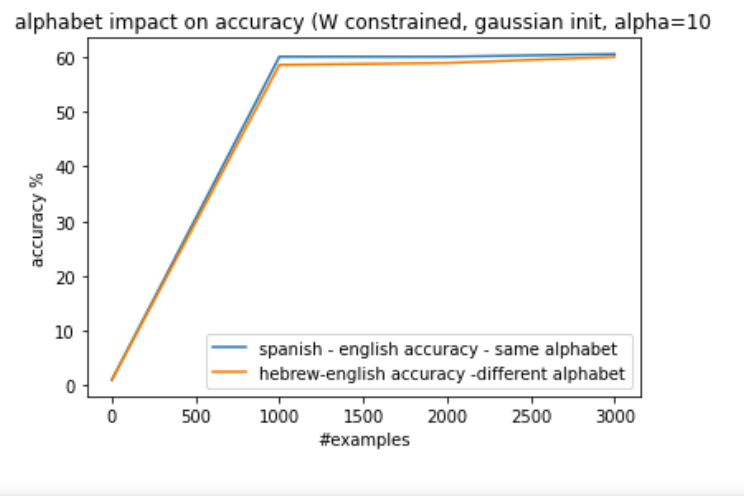 alphabet impact on accuracy (W constrained, gaussian init, alpha=10
60
50
40
30
20
10
0
accuracy %
spanish - english accuracy - same alphabet
hebrew-english accuracy -different alphabet
0 500 1000 1500 2000 2500 3000
#examples